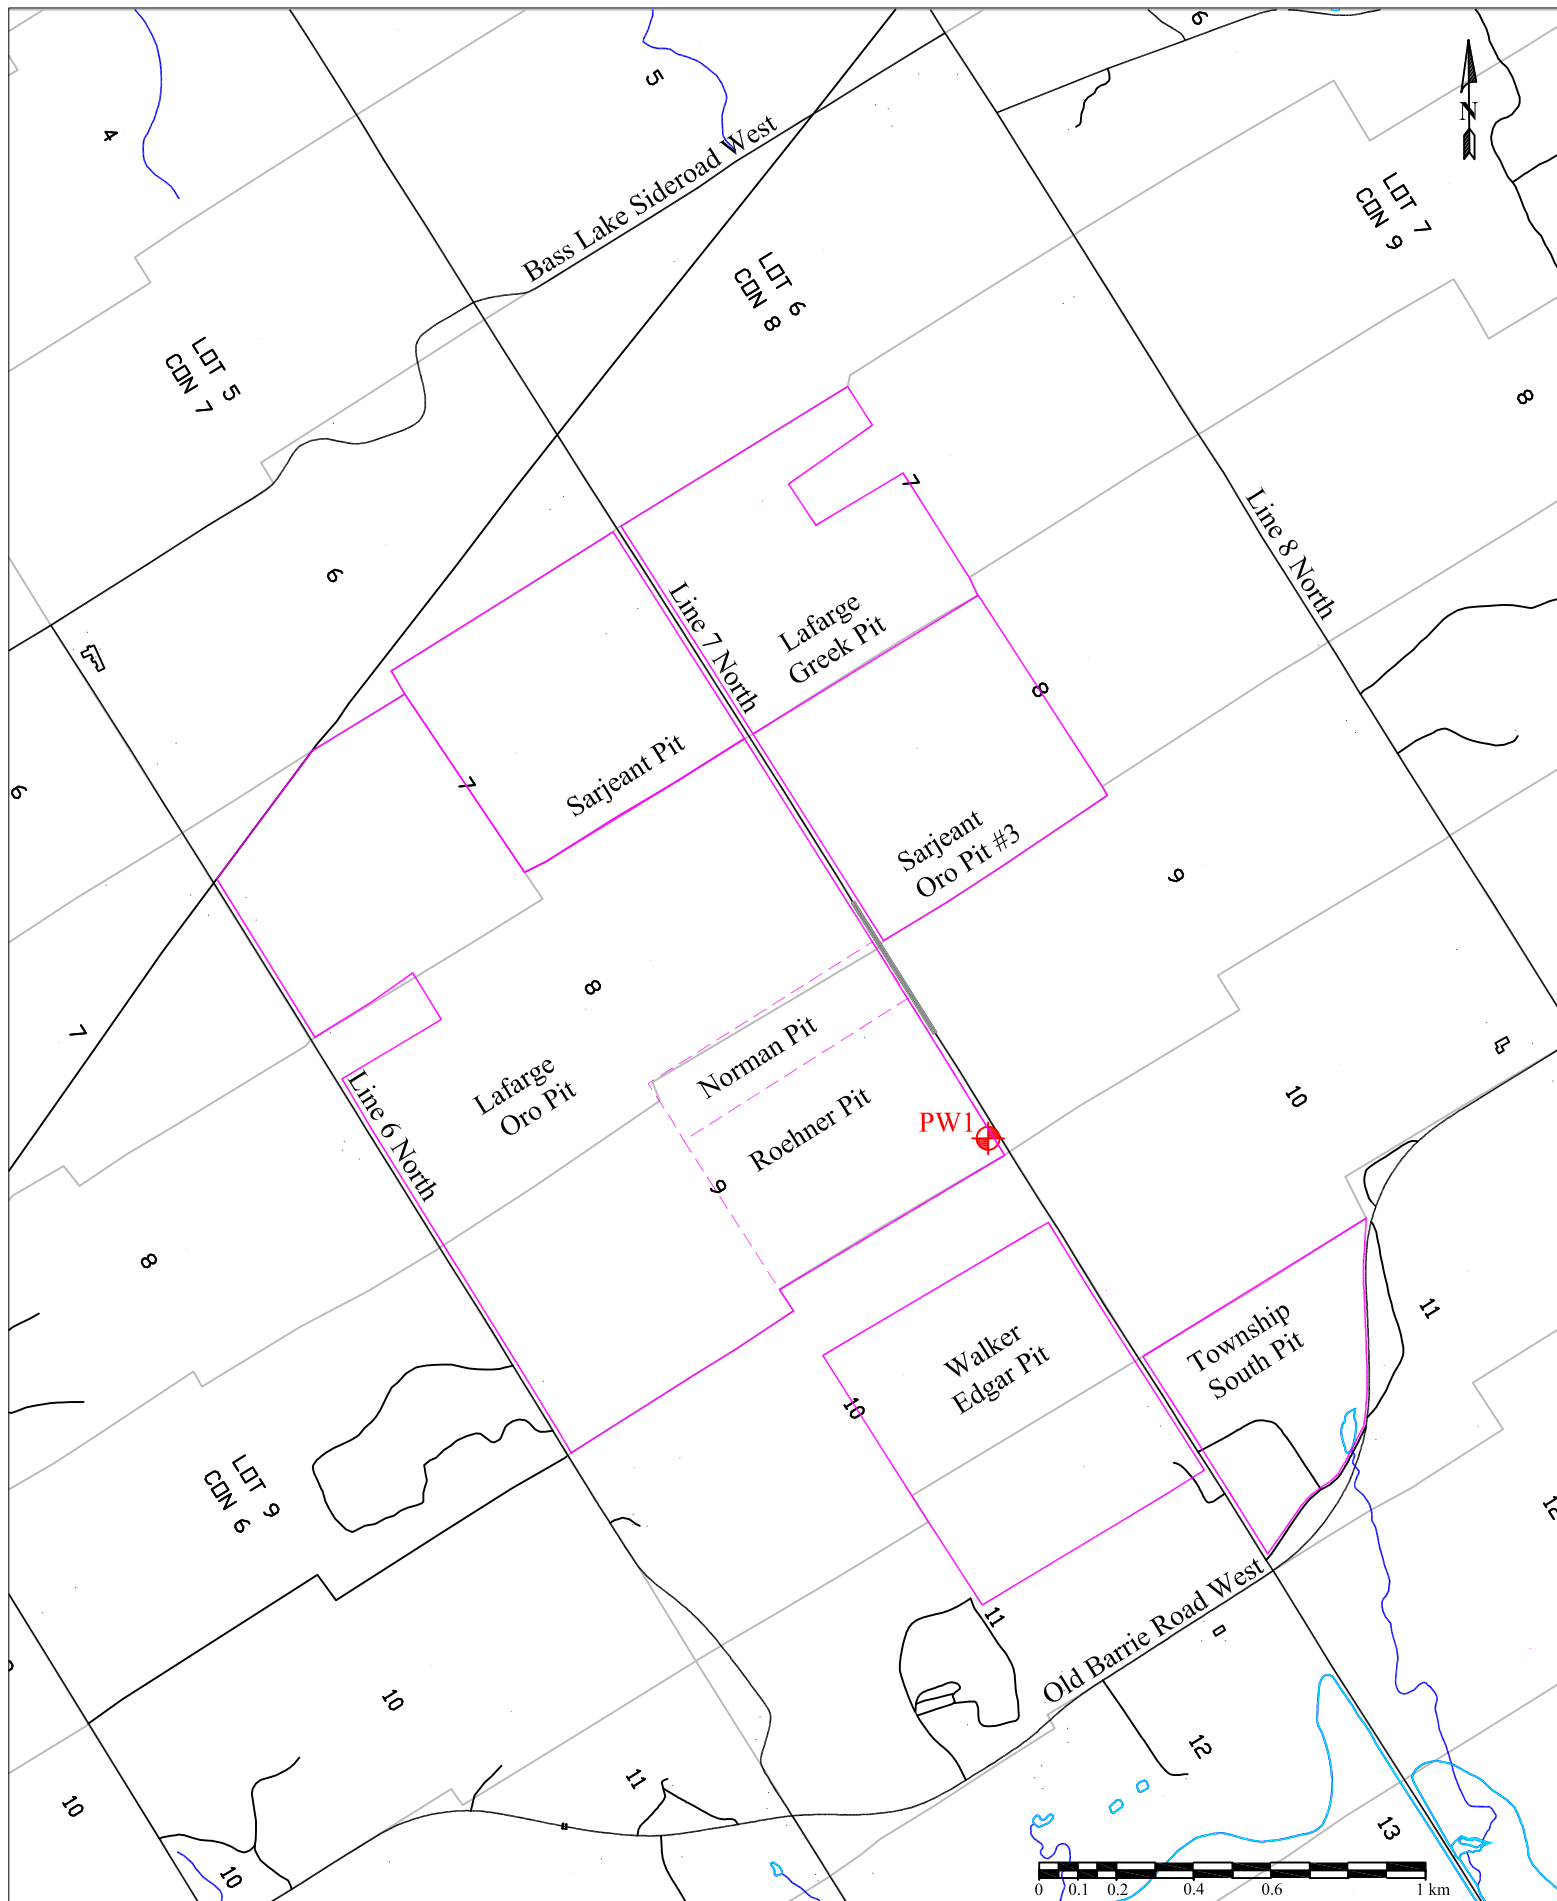 6
5
4
N
Bass Lake Sideroad West
LOT 7
CON 9
LOT 6
CON 8
LOT 5
CON 7
8
7
Line 8 North
6
Line 7 North
Lafarge
Greek Pit
8
Sarjeant Pit
7
6
Sarjeant
Oro Pit #3
9
8
7
Norman Pit
Lafarge
Oro Pit
Roehner Pit
PW1
10
Line 6 North
9
8
11
Township
South Pit
Walker
Edgar Pit
10
LOT 9
CON 6
12
Old Barrie Road West
11
10
12
11
10
13
10
0 0.1 0.2 0.4 0.6 1 km